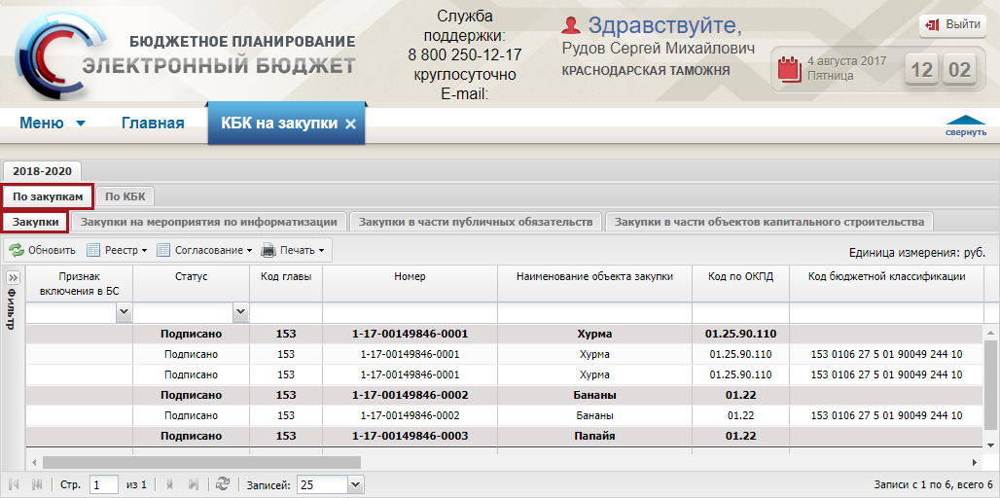 БЮДЖЕТНОЕ ПЛАНИРОВАНИЕ
ЭЛЕКТРОННЫЙ БЮДЖЕТ
Служба
поддержки:
8 800 250-12-17
круглосуточно
E-mail:
Здравствуйте,
Рудов Сергей Михайлович
КРАСНОДАРСКАЯ ТАМОЖНЯ
Выйти
4 августа 2017
Пятница
12 02
Меню Главная КБК на закупки
свернуть
2018-2020
По закупкам По КБК
Закупки Закупки на мероприятия по информатизации Закупки в части публичных обязательств Закупки в части объектов капитального строительства
Обновить Реестр Согласование Печать Единица измерения: руб.
Фильтр
Признак включения в БС Статус Код главы Номер Наименование объекта закупки Код по ОКПД Код бюджетной классификации
Подписано 153 1-17-00149846-0001 Хурма 01.25.90.110
Подписано 153 1-17-00149846-0001 Хурма 01.25.90.110 153 0106 27 5 01 90049 244 10
Подписано 153 1-17-00149846-0001 Хурма 01.25.90.110 153 0106 27 5 01 90049 244 10
Подписано 153 1-17-00149846-0002 Бананы 01.22
Подписано 153 1-17-00149846-0002 Бананы 01.22 153 0106 27 5 01 90049 244 10
Подписано 153 1-17-00149846-0003 Папайя 01.22
Стр. 1 из 1 Записей: 25 Записи с 1 по 6, всего 6